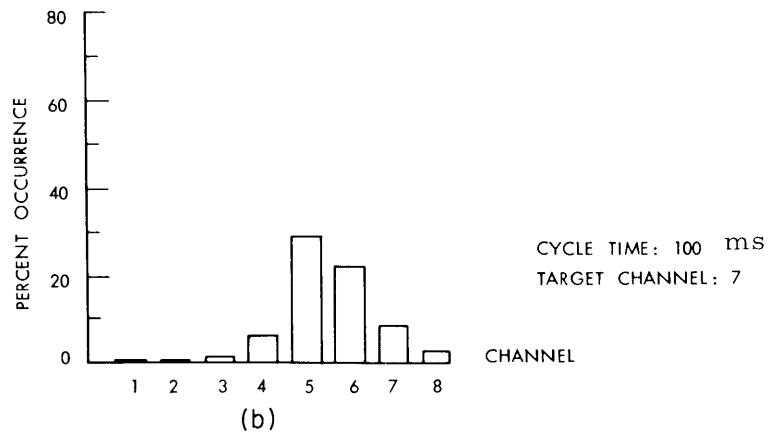 80
60
40
20
0
PERCENT OCCURRENCE
CYCLE TIME: 100 ms
TARGET CHANNEL: 7
CHANNEL
1 2 3 4 5 6 7 8
(b)